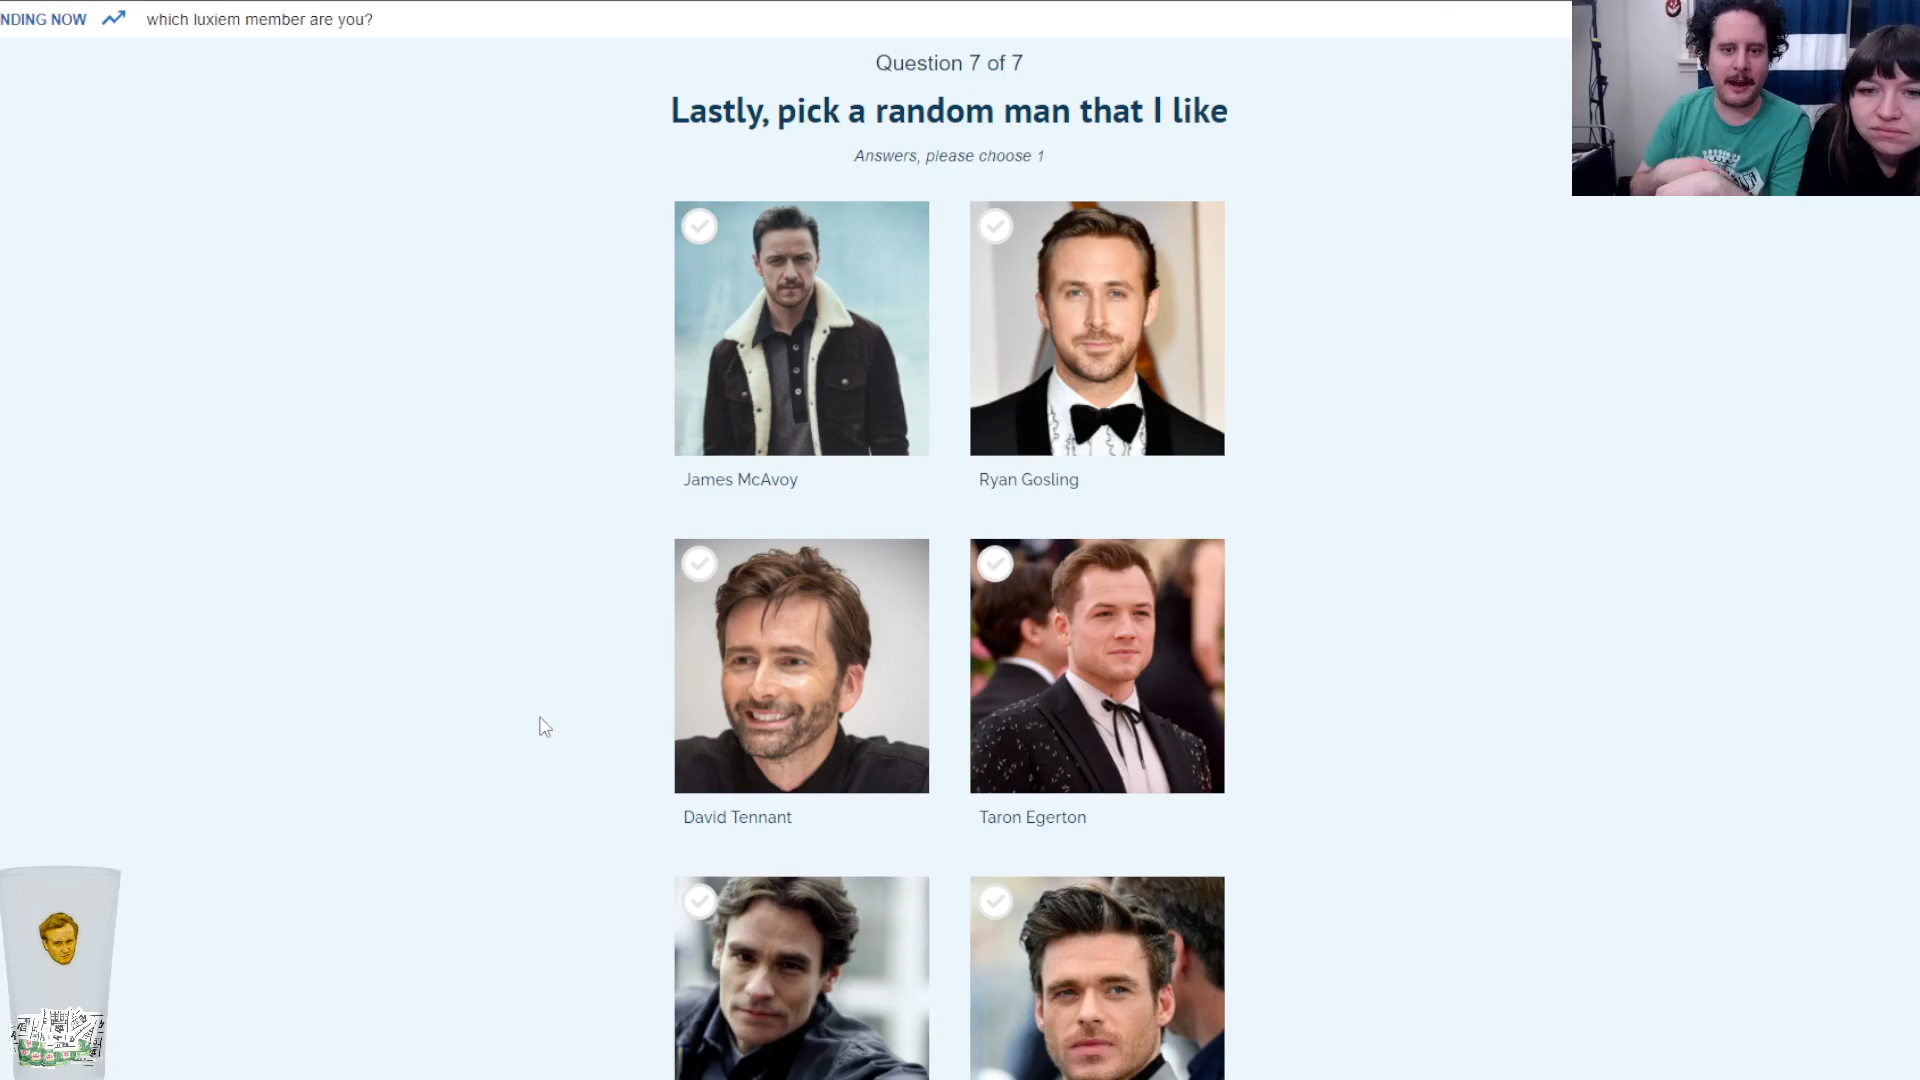 NDING NOW which luxiem member are you?
Question 7 of 7
Lastly, pick a random man that I like
Answers, please choose 1
James McAvoy
Ryan Gosling
David Tennant
Taron Egerton